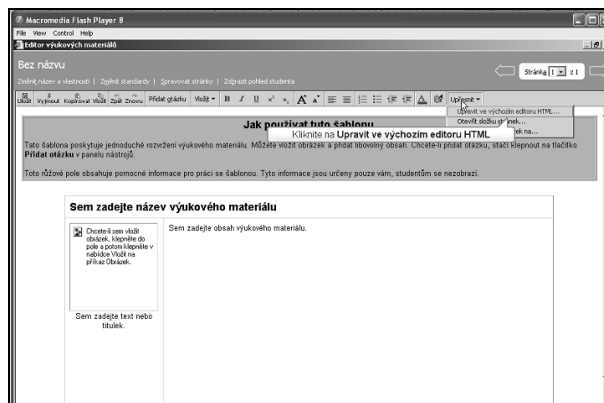 Macromedia Flash Player 8
File View Control Help
Editor výukových materiálů
Bez názvu
Změnit název a vlastnosti | Změnit standardy | Spravovat stránky | Zobrazit pohled studenta
Stránka 1 z 1
Uložit Vyjmout Kopírovat Vložit Zpět Znovu Přidat otázku Vložit B I U x² x₂ A A A Upřesnit
Upravit ve výchozím editoru HTML...
Otevřít složku stránek...
ek na...
Jak používat tuto šablonu
Klikněte na Upravit ve výchozím editoru HTML
Tato šablona poskytuje jednoduché rozvržení výukového materiálu. Můžete vložit obrázek a přidat libovolný obsah. Chcete-li přidat otázku, stačí klepnout na tlačítko
Přidat otázku v panelu nástrojů.
Toto růžové pole obsahuje pomocné informace pro práci se šablonou. Tyto informace jsou určeny pouze vám, studentům se nezobrazí.
Sem zadejte název výukového materiálu
Chcete-li sem vložit
obrázek, klepněte do
pole a potom klepněte v
nabídce Vložit na
příkaz Obrázek.
Sem zadejte obsah výukového materiálu.
Sem zadejte text nebo
titulek.